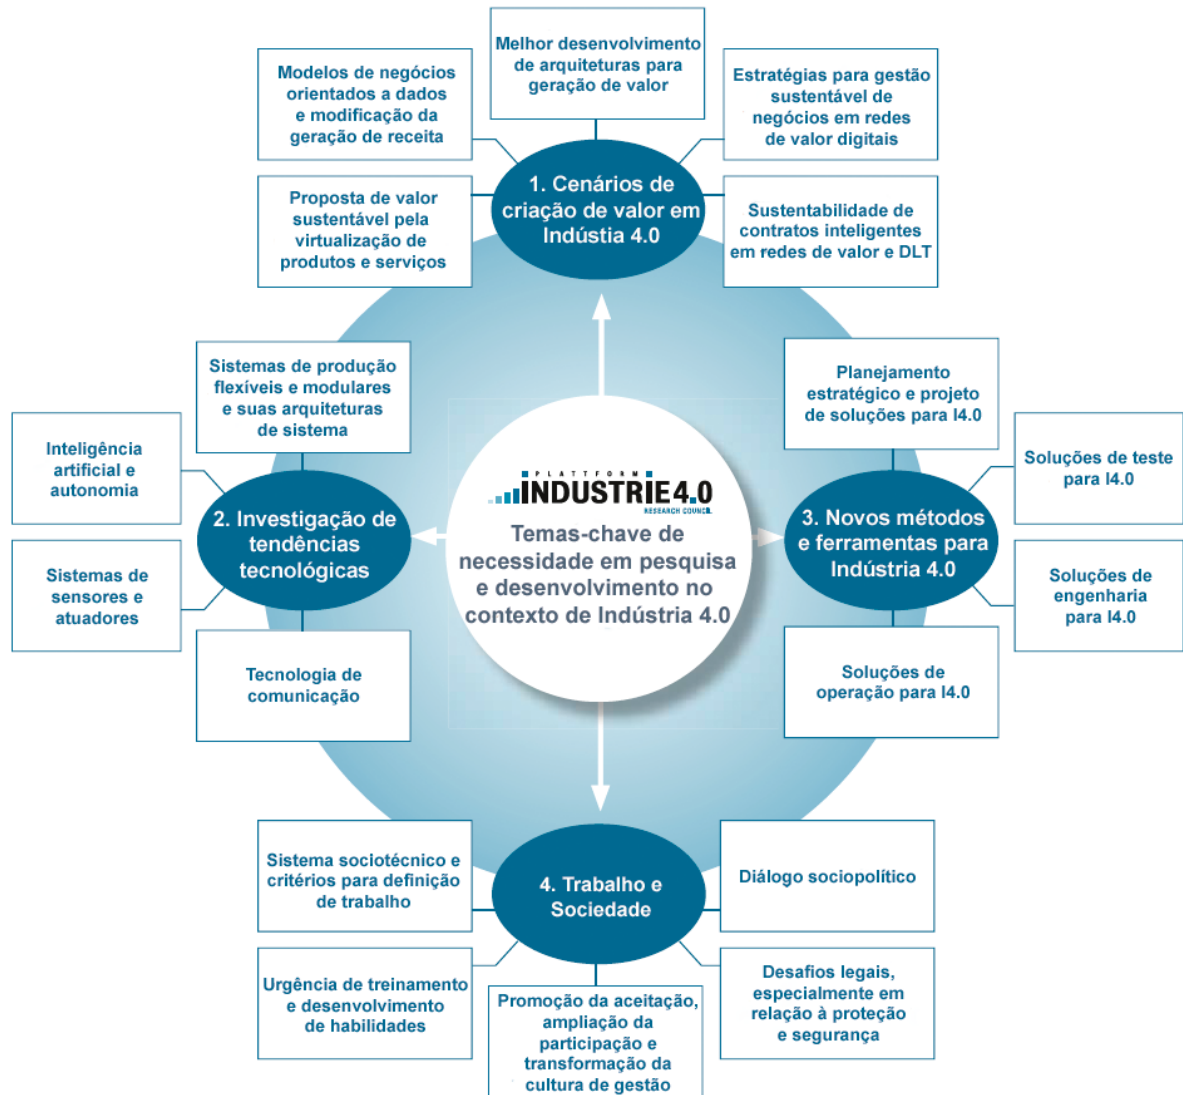 Melhor desenvolvimento
de arquiteturas para
geração de valor
Modelos de negócios
orientados a dados
e modificação da
geração de receita
Estratégias para gestão
sustentável de
negócios em redes
de valor digitais
1. Cenários de
criação de valor em
Indústia 4.0
Proposta de valor
sustentável pela
virtualização de
produtos e serviços
Sustentabilidade de
contratos inteligentes
em redes de valor e DLT
Sistemas de produção
flexíveis e modulares
e suas arquiteturas
de sistema
Inteligência
artificial e
autonomia
2. Investigação de
tendências
tecnológicas
Sistemas de
sensores e
atuadores
Tecnologia de
comunicação
PLATTFORM
INDUSTRIE4.0
RESEARCH COUNCIL
Temas-chave de
necessidade em pesquisa
e desenvolvimento no
contexto de Indústria 4.0
Planejamento
estratégico e projeto
de soluções para I4.0
Soluções de teste
para I4.0
3. Novos métodos
e ferramentas para
Indústria 4.0
Soluções de
engenharia
para I4.0
Soluções de
operação para I4.0
Sistema sociotécnico e
critérios para definição
de trabalho
4. Trabalho e
Sociedade
Diálogo sociopolítico
Urgência de treinamento
e desenvolvimento
de habilidades
Promoção da aceitação,
ampliação da
participação e
transformação da
cultura de gestão
Desafios legais,
especialmente em
relação à proteção
e segurança